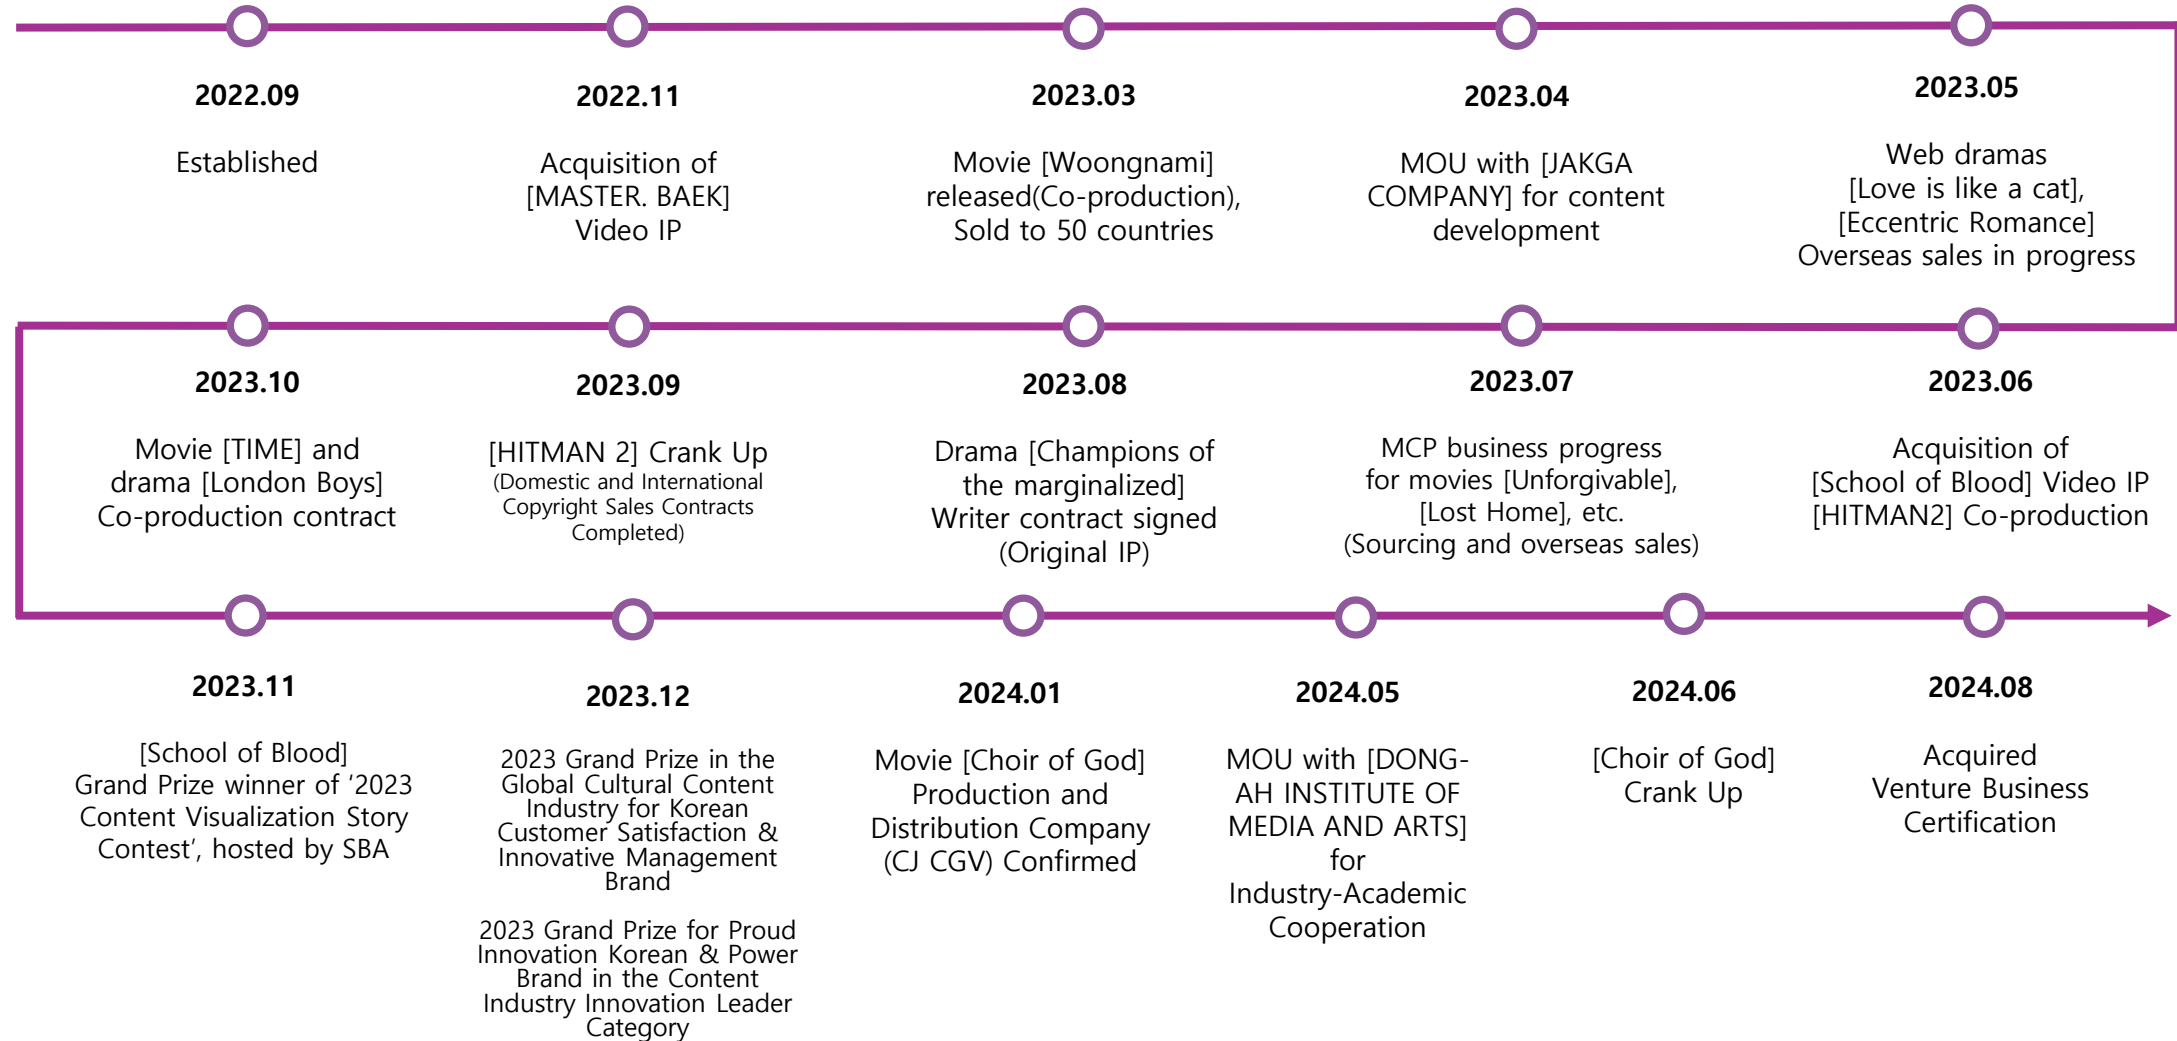 2022.09
Established
2022.11
Acquisition of
[MASTER. BAEK]
Video IP
2023.03
Movie [Woongnami]
released(Co-production),
Sold to 50 countries
2023.04
MOU with [JAKGA
COMPANY] for content
development
2023.05
Web dramas
[Love is like a cat],
[Eccentric Romance]
Overseas sales in progress
2023.06
Acquisition of
[School of Blood] Video IP
[HITMAN2] Co-production
2023.07
MCP business progress
for movies [Unforgivable],
[Lost Home], etc.
(Sourcing and overseas sales)
2023.08
Drama [Champions of
the marginalized]
Writer contract signed
(Original IP)
2023.09
[HITMAN 2] Crank Up
(Domestic and International
Copyright Sales Contracts
Completed)
2023.10
Movie [TIME] and
drama [London Boys]
Co-production contract
2023.11
[School of Blood]
Grand Prize winner of ‘2023
Content Visualization Story
Contest’, hosted by SBA
2023.12
2023 Grand Prize in the
Global Cultural Content
Industry for Korean
Customer Satisfaction &
Innovative Management
Brand
2023 Grand Prize for Proud
Innovation Korean & Power
Brand in the Content
Industry Innovation Leader
Category
2024.01
Movie [Choir of God]
Production and
Distribution Company
(CJ CGV) Confirmed
2024.05
MOU with [DONG-
AH INSTITUTE OF
MEDIA AND ARTS]
for
Industry-Academic
Cooperation
2024.06
[Choir of God]
Crank Up
2024.08
Acquired
Venture Business
Certification